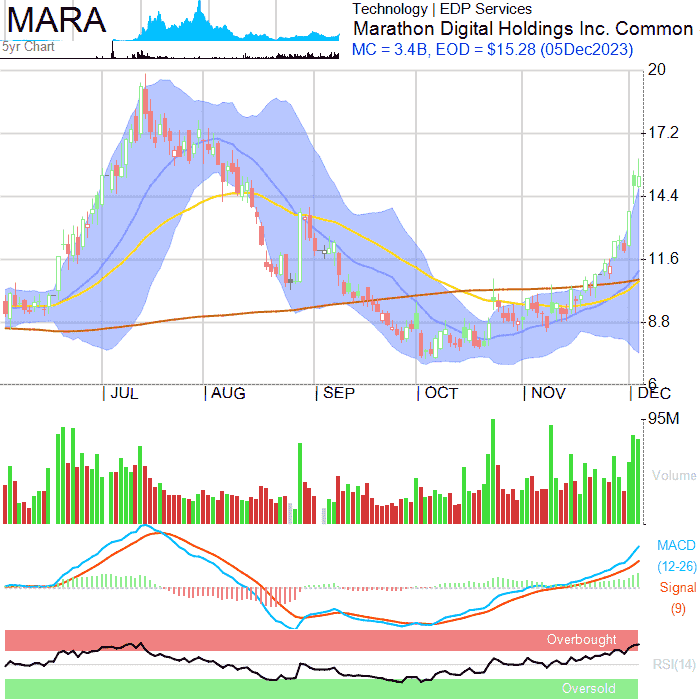 MARA
5yr Chart
Technology | EDP Services
Marathon Digital Holdings Inc. Common
MC = 3.4B, EOD = $15.28 (05Dec2023)
20
17.2
14.4
11.6
8.8
6
JUL
AUG
SEP
OCT
NOV
DEC
95M
Volume
MACD
(12-26)
Signal
(9)
Overbought
RSI(14)
Oversold